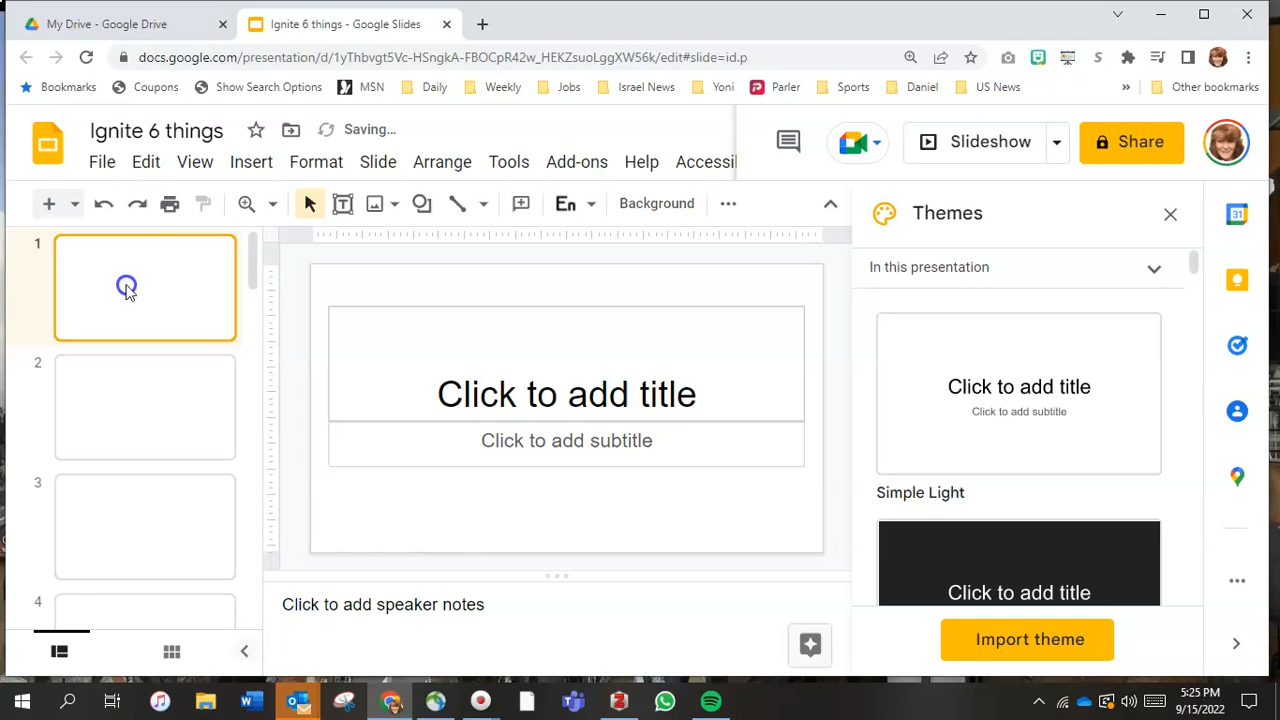 My Drive - Google Drive
Ignite 6 things - Google Slides
docs.google.com/presentation/d/1yThbwgt5Vc-HSngkA-FBOCpR42w_HEKZsuoLggXW56k/edit#slide=id.p
Bookmarks Coupons Show Search Options MSN Daily Weekly Jobs Israel News Yoni Parler Sports Daniel US News » Other bookmarks
Ignite 6 things
Saving...
Slideshow
Share
File Edit View Insert Format Slide Arrange Tools Add-ons Help Accessi
En
Background
Themes
In this presentation
1
2
3
4
Click to add title
Click to add subtitle
Click to add speaker notes
Click to add title
Click to add subtitle
Simple Light
Click to add title
Import theme
31
5:25 PM
9/15/2022